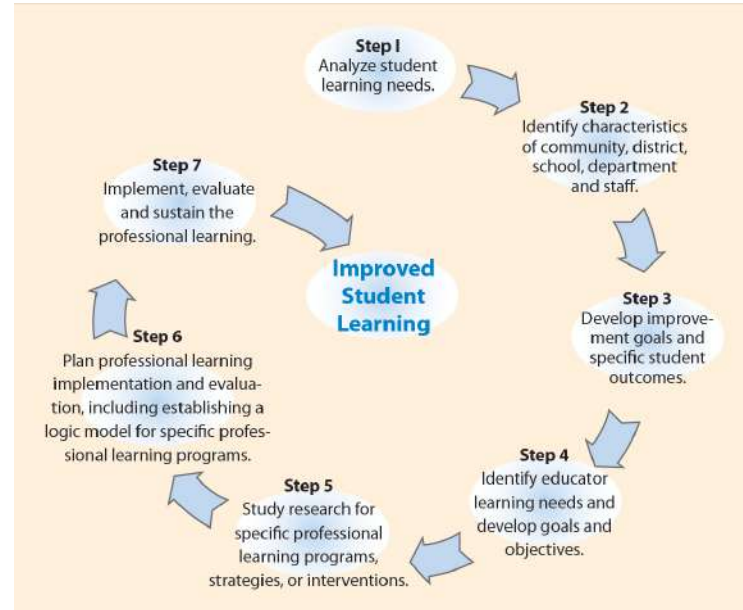 Step I
Analyze student
learning needs.
Step 2
Identify characteristics
of community, district,
school, department
and staff.
Step 3
Develop improve-
ment goals and
specific student
outcomes.
Step 4
Identify educator
learning needs and
develop goals and
objectives.
Step 5
Study research for
specific professional
learning programs,
strategies, or interventions.
Step 6
Plan professional learning
implementation and evalua-
tion, including establishing a
logic model for specific profes-
sional learning programs.
Step 7
Implement, evaluate
and sustain the
professional learning.
Improved
Student
Learning